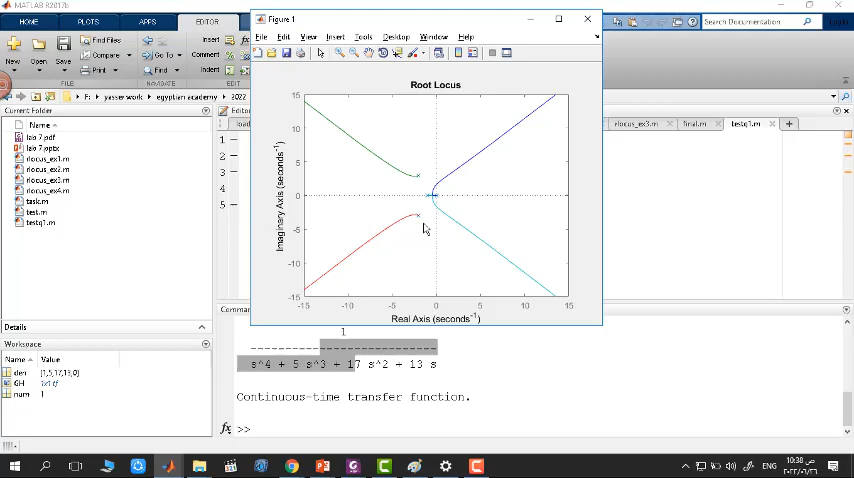 MATLAB R2017b
HOME PLOTS APPS EDITOR
Search Documentation
Log In
New Open Save
Find Files
Compare
Print
Go To
Find
Insert
Comment
Indent
FILE NAVIGATE
F: yasser work egyptian academy 2022
Current Folder
Name
lab 7.pdf
lab 7.pptx
rlocus_ex1.m
rlocus_ex2.m
rlocus_ex3.m
rlocus_ex4.m
task.m
test.m
testq1.m
Details
Workspace
Name Value
den [1,5,17,13,0]
GH 1x1 tf
num 1
rlocus_ex3.m final.m testq1.m
1
2
3
4
5
Figure 1
File Edit View Insert Tools Desktop Window Help
Root Locus
Imaginary Axis (seconds-1)
15
10
5
0
-5
-10
-15
-15 -10 -5 0 5 10 15
Real Axis (seconds-1)
1
-----------------------------
s^4 + 5 s^3 + 17 s^2 + 13 s
Continuous-time transfer function.
fx >>
ENG
10:38 ص